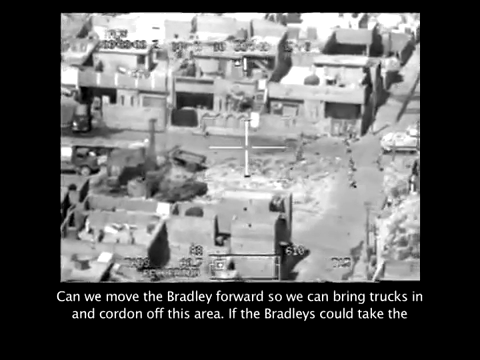 610
Can we move the Bradley forward so we can bring trucks in
and cordon off this area. If the Bradleys could take the